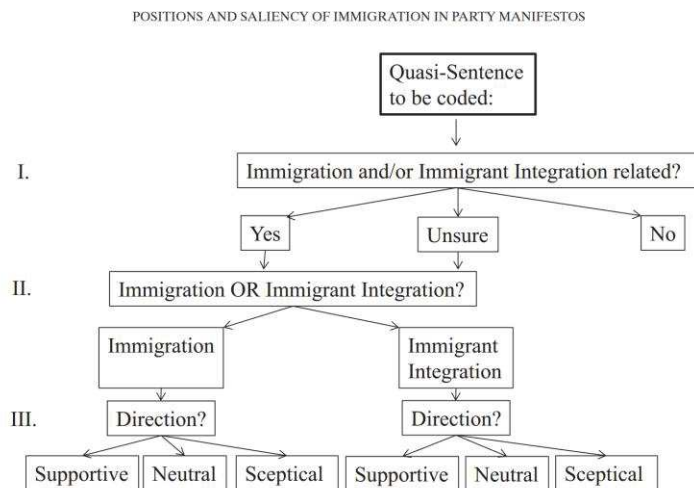 POSITIONS AND SALIENCY OF IMMIGRATION IN PARTY MANIFESTOS
Quasi-Sentence
to be coded:
I.
Immigration and/or Immigrant Integration related?
Yes
Unsure
No
II.
Immigration OR Immigrant Integration?
Immigration
Immigrant
Integration
III.
Direction?
Direction?
Supportive
Neutral
Sceptical
Supportive
Neutral
Sceptical